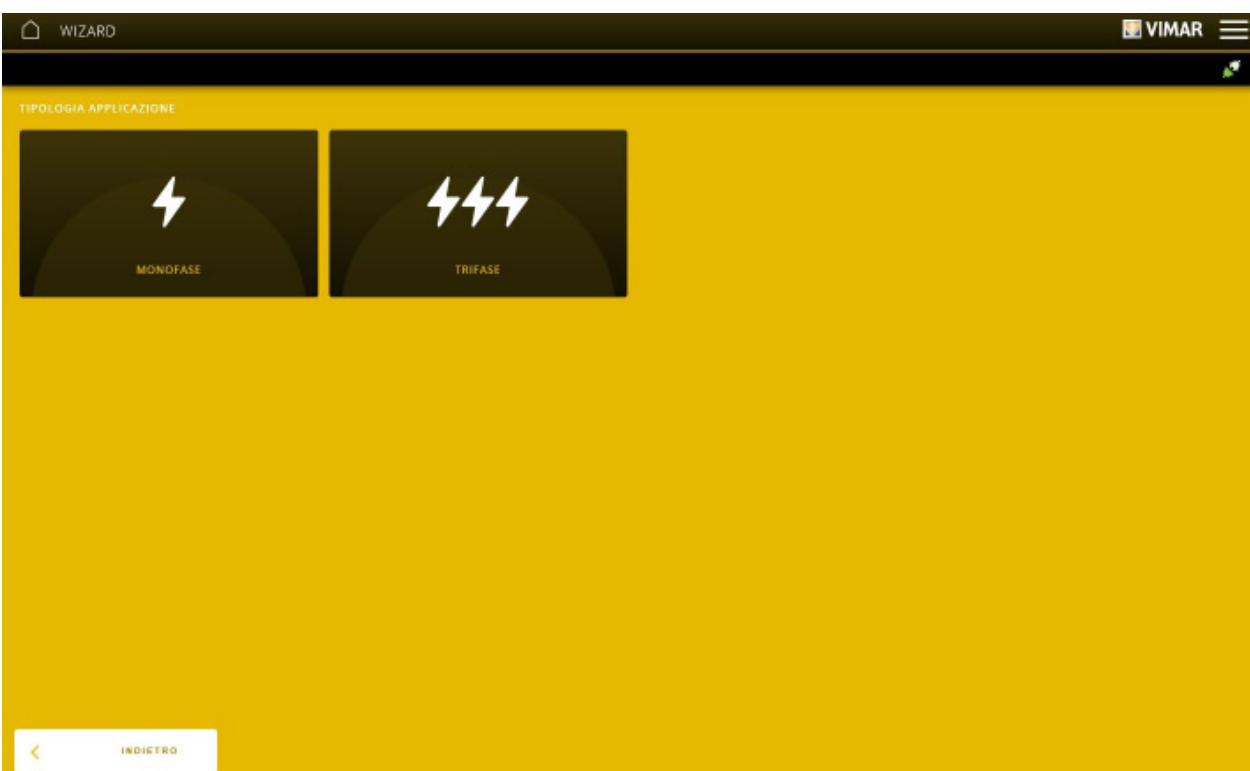 WIZARD
VIMAR
TIPOLOGIA APPLICAZIONE
MONOFASE
TRIFASE
INDIETRO